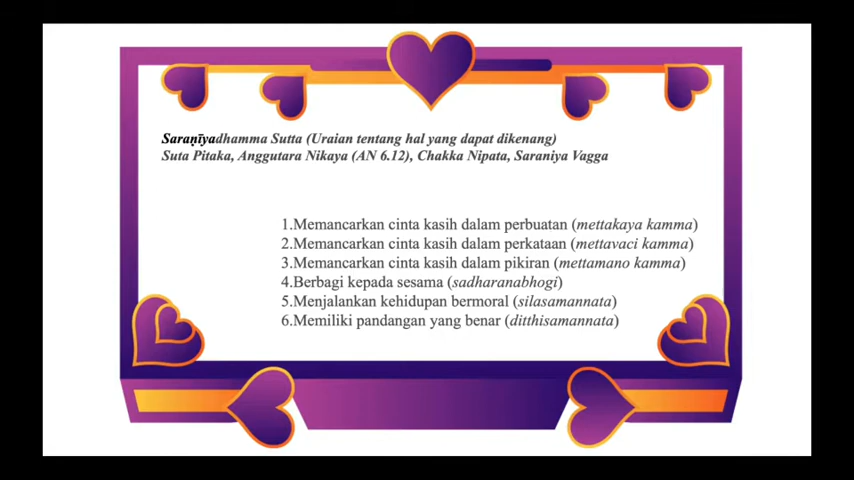 Saraṇīyadhamma Sutta (Uraian tentang hal yang dapat dikenang)
Suta Pitaka, Anggutara Nikaya (AN 6.12), Chakka Nipata, Saraniya Vagga
1.Memancarkan cinta kasih dalam perbuatan (mettakaya kamma)
2.Memancarkan cinta kasih dalam perkataan (mettavaci kamma)
3.Memancarkan cinta kasih dalam pikiran (mettamano kamma)
4.Berbagi kepada sesama (sadharanabhogi)
5.Menjalankan kehidupan bermoral (silasamannata)
6.Memiliki pandangan yang benar (ditthisamannata)